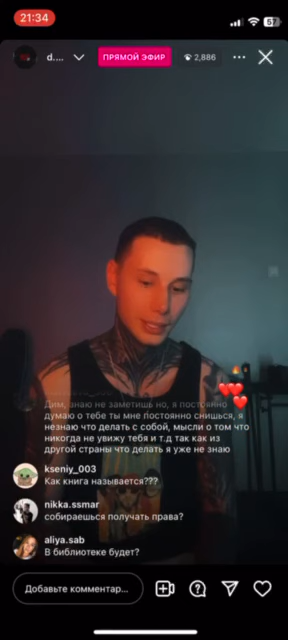 21:34
57
d....
ПРЯМОЙ ЭФИР
2,886
Дим, знаю не заметишь но, я постоянно
думаю о тебе ты мне постоянно снишься, я
незнаю что делать с собой, мысли о том что
никогда не увижу тебя и т.д так как из
другой страны что делать я уже не знаю
kseniy_003
Как книга называется???
nikka.ssmar
собираешься получать права?
aliya.sab
В библиотеке будет?
Добавьте комментар...